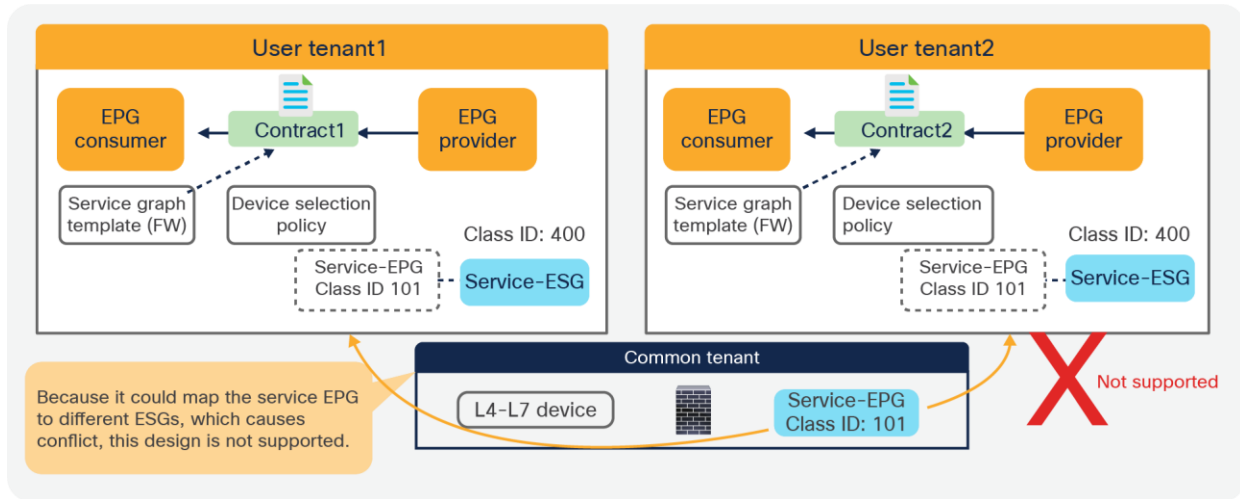 User tenant1
EPG
consumer
Contract1
EPG
provider
Service graph
template (FW)
Device selection
policy
Class ID: 400
Service-EPG
Class ID 101
Service-ESG
User tenant2
EPG
consumer
Contract2
EPG
provider
Service graph
template (FW)
Device selection
policy
Class ID: 400
Service-EPG
Class ID 101
Service-ESG
Because it could map the service EPG
to different ESGs, which causes
conflict, this design is not supported.
Common tenant
L4-L7 device
Service-EPG
Class ID: 101
Not supported